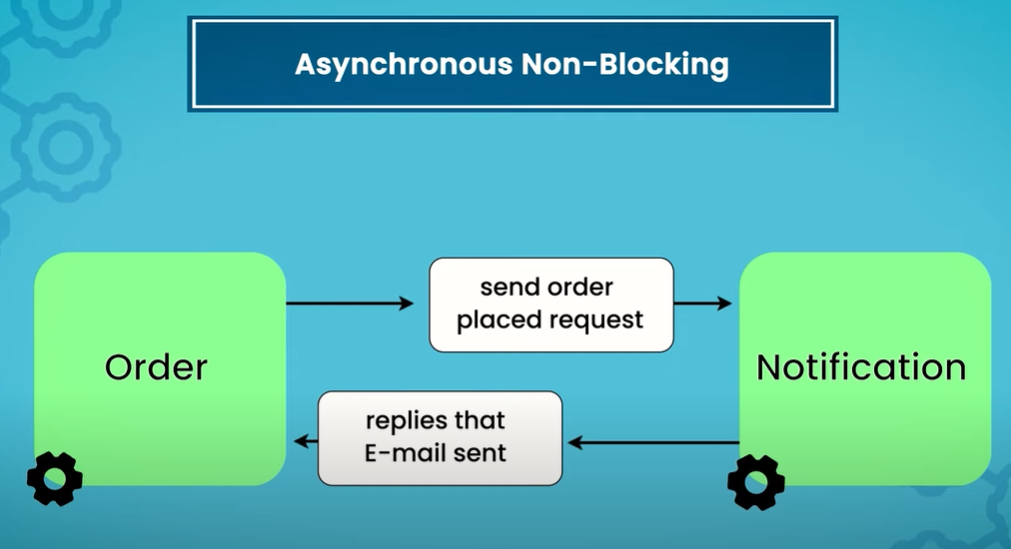 Asynchronous Non-Blocking
send order
placed request
Order
Notification
replies that
E-mail sent